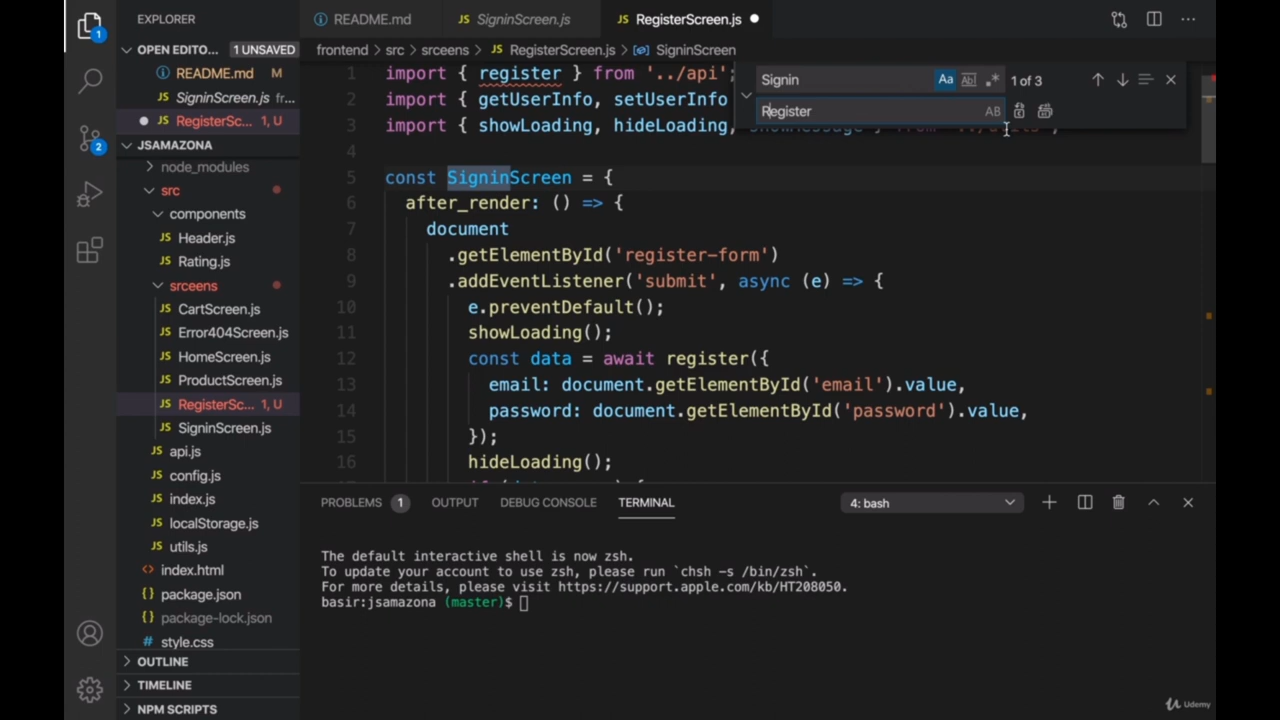 EXPLORER
README.md
SigninScreen.js
RegisterScreen.js
OPEN EDITO...
1 UNSAVED
frontend > src > srceens > RegisterScreen.js > SigninScreen
README.md M
SigninScreen.js fr...
RegisterSc... 1, U
JSAMAZONA
node_modules
src
components
Header.js
Rating.js
srceens
CartScreen.js
Error404Screen.js
HomeScreen.js
ProductScreen.js
RegisterSc... 1, U
SigninScreen.js
api.js
config.js
index.js
localStorage.js
utils.js
index.html
package.json
package-lock.json
style.css
OUTLINE
TIMELINE
NPM SCRIPTS
1
2
Signin
Aa
Abl
.*
1 of 3
Register
AB
1 import { register } from '../api';
2 import { getUserInfo, setUserInfo
3 import { showLoading, hideLoading,
4
5 const SigninScreen = {
6 after_render: () => {
7 document
8 .getElementById('register-form')
9 .addEventListener('submit', async (e) => {
10 e.preventDefault();
11 showLoading();
12 const data = await register({
13 email: document.getElementById('email').value,
14 password: document.getElementById('password').value,
15 });
16 hideLoading();
PROBLEMS 1 OUTPUT DEBUG CONSOLE TERMINAL
4: bash
The default interactive shell is now zsh.
To update your account to use zsh, please run `chsh -s /bin/zsh`.
For more details, please visit https://support.apple.com/kb/HT208050.
basir:jsamazona (master)$
Udemy